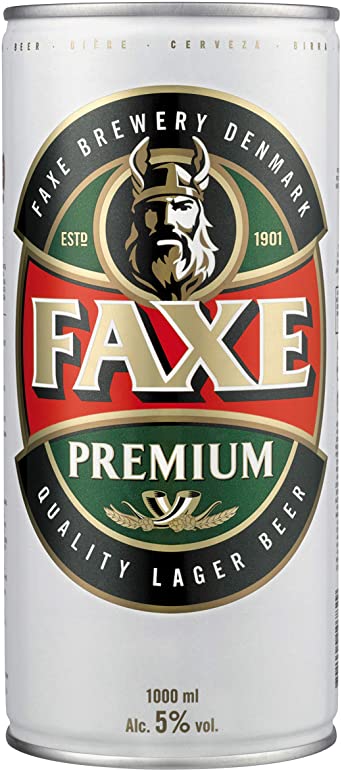 BEER · BIÈRE · CERVEZA · BIRRA
FAXE BREWERY DENMARK
ESTD 1901
FAXE
PREMIUM
QUALITY LAGER BEER
1000 ml
Alc. 5% vol.